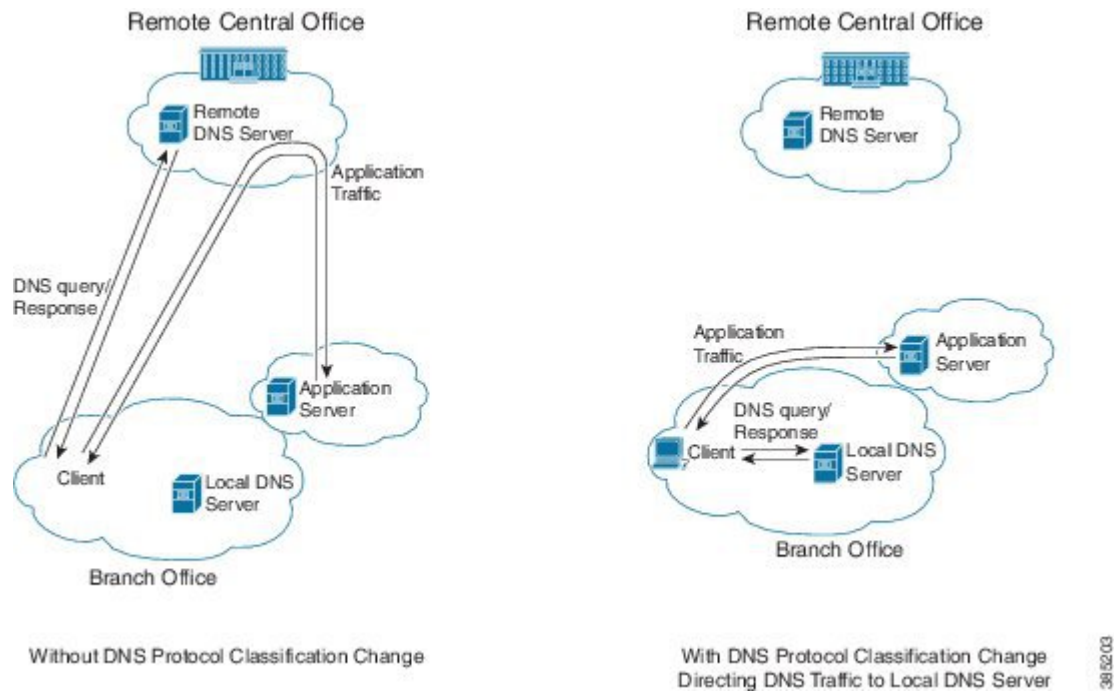 Remote Central Office
Remote
DNS Server
Application
Traffic
DNS query/
Response
Application
Server
Client
Local DNS
Server
Branch Office
Without DNS Protocol Classification Change
Remote Central Office
Remote
DNS Server
Application
Traffic
Application
Server
DNS query/
Response
Client
Local DNS
Server
Branch Office
With DNS Protocol Classification Change
Directing DNS Traffic to Local DNS Server
385203